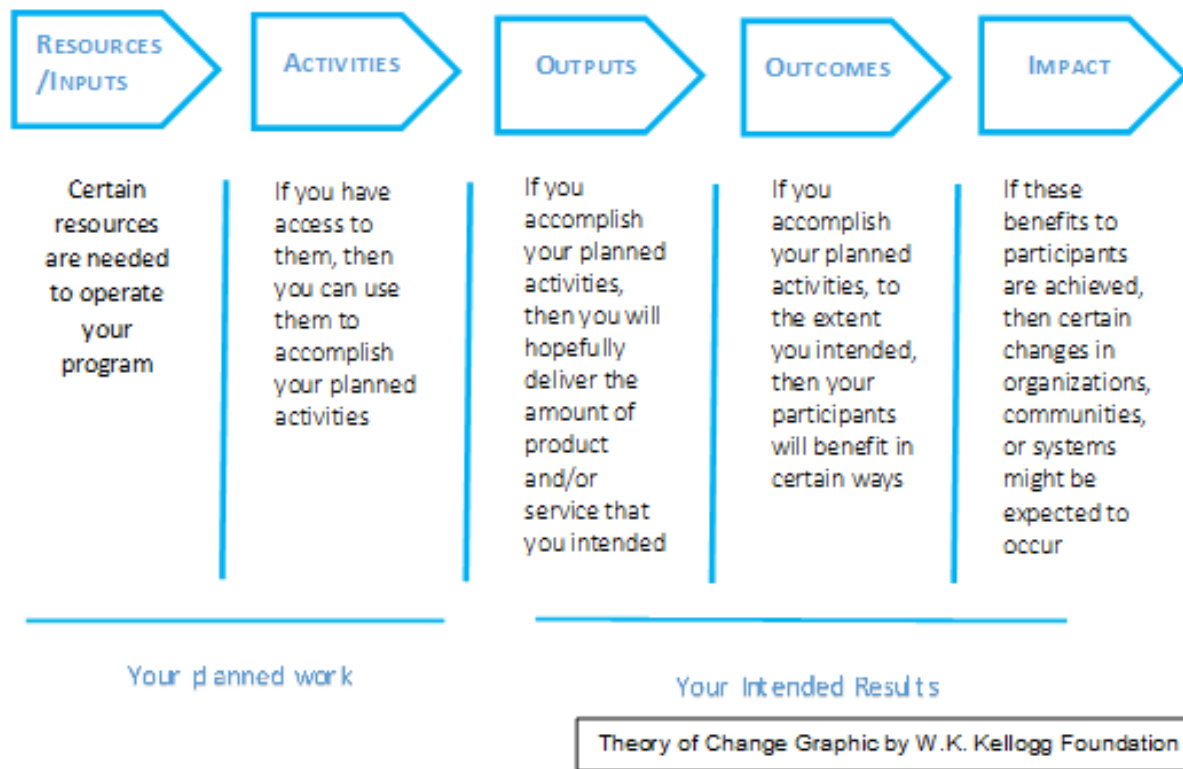 RESOURCES
/INPUTS
ACTIVITIES
OUTPUTS
OUTCOMES
IMPACT
Certain
resources
are needed
to operate
your
program
If you have
access to
them, then
you can use
them to
accomplish
your planned
activities
If you
accomplish
your planned
activities,
then you will
hopefully
deliver the
amount of
product
and/or
service that
you intended
If you
accomplish
your planned
activities, to
the extent
you intended,
then your
participants
will benefit in
certain ways
If these
benefits to
participants
are achieved,
then certain
changes in
organizations,
communities,
or systems
might be
expected to
occur
Your planned work
Your Intended Results
Theory of Change Graphic by W.K. Kellogg Foundation